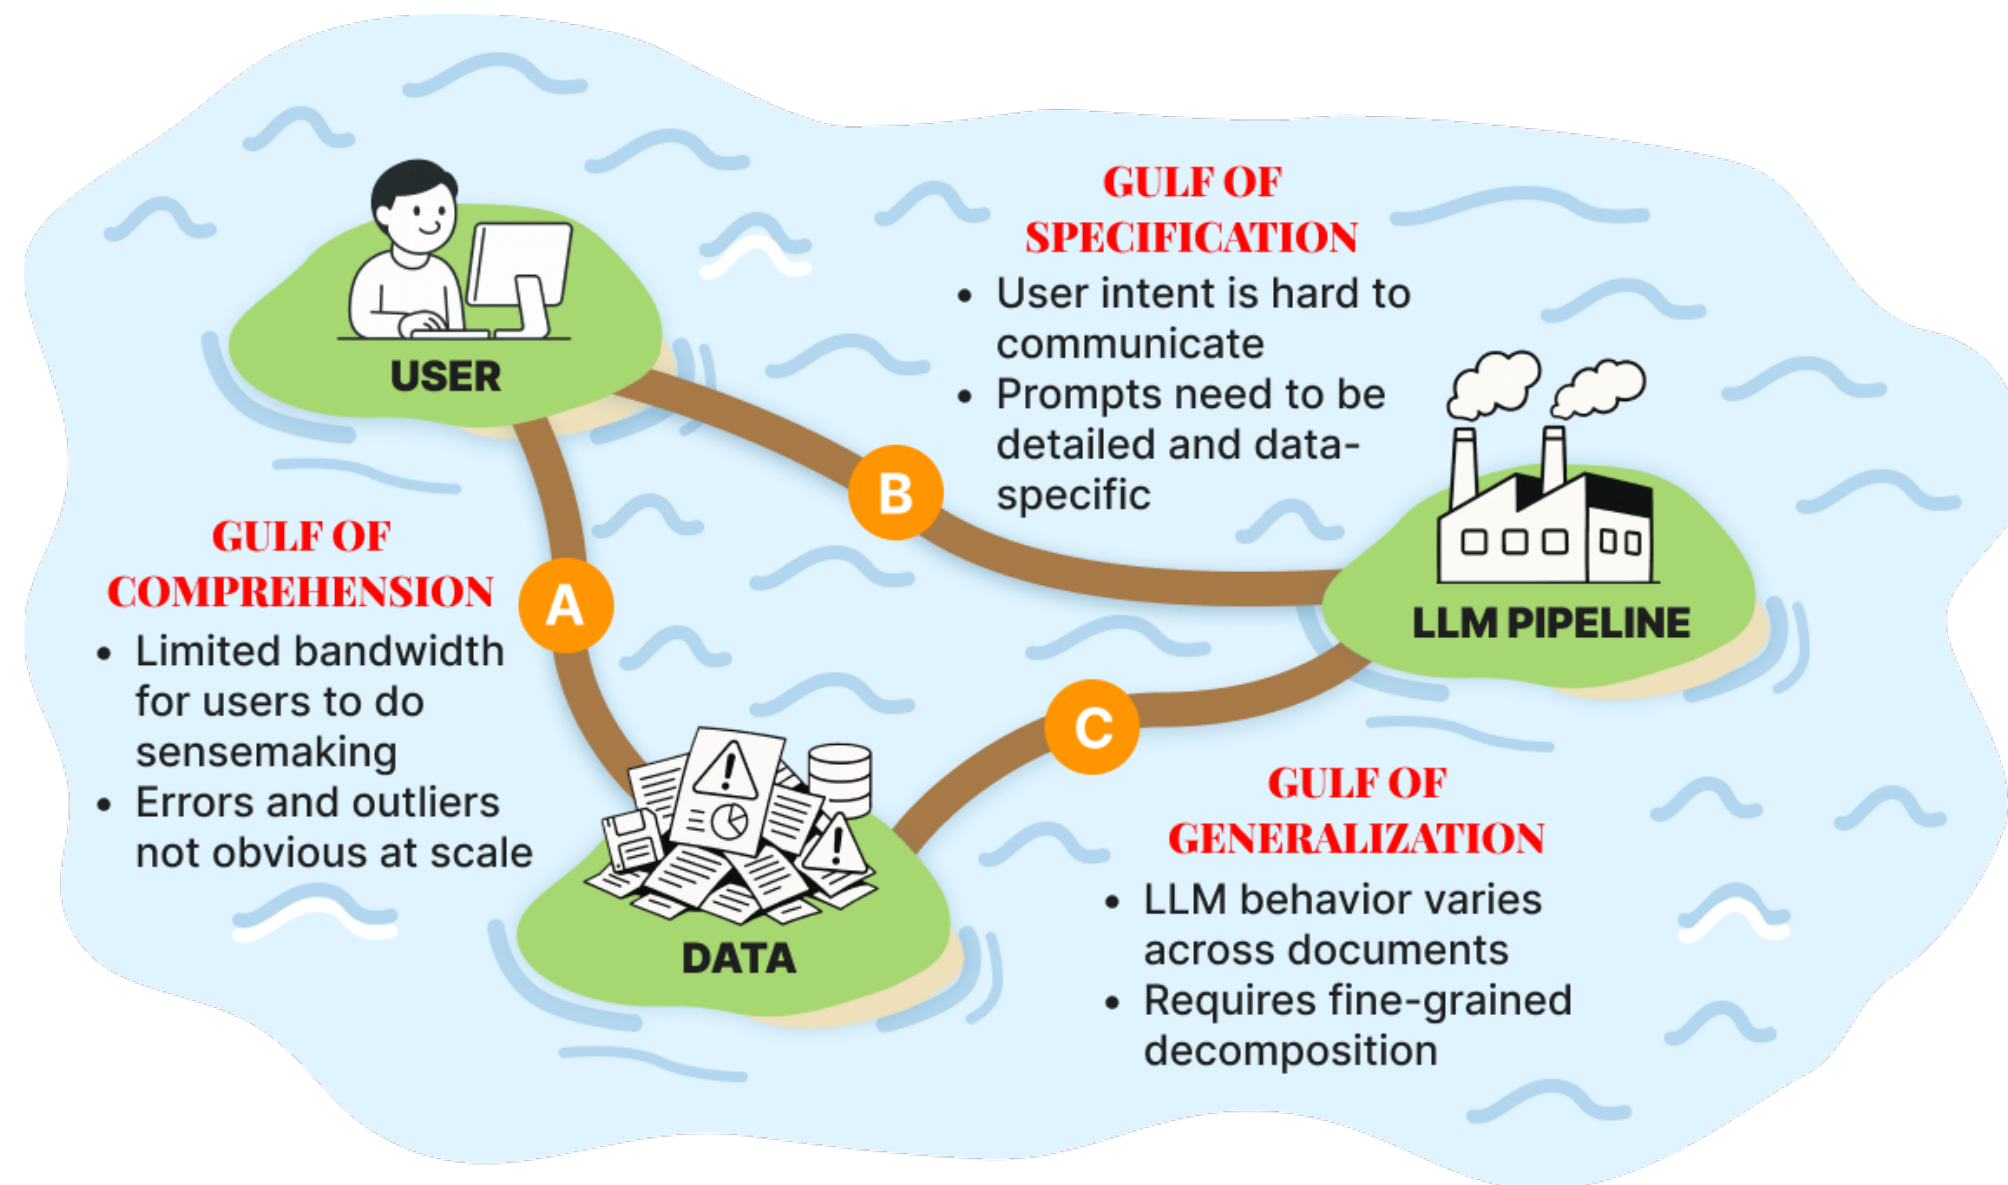 USER
GULF OF
COMPREHENSION
• Limited bandwidth
for users to do
sensemaking
• Errors and outliers
not obvious at scale
A
B
GULF OF
SPECIFICATION
• User intent is hard to
communicate
• Prompts need to be
detailed and data-
specific
LLM PIPELINE
DATA
C
GULF OF
GENERALIZATION
• LLM behavior varies
across documents
• Requires fine-grained
decomposition